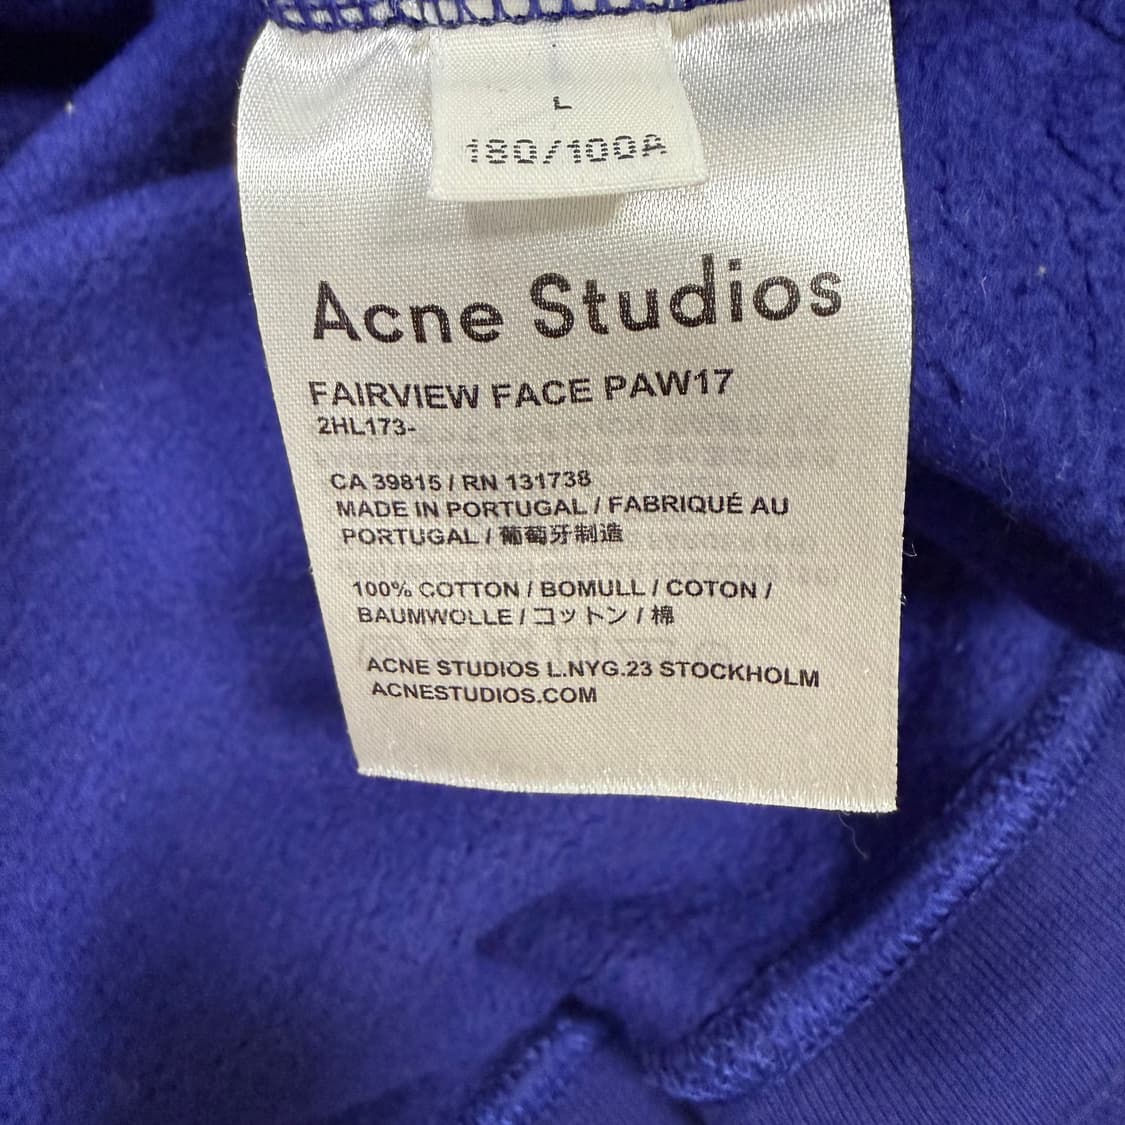 L
180/100A
Acne Studios
FAIRVIEW FACE PAW17
2HL173-
CA 39815 / RN 131738
MADE IN PORTUGAL / FABRIQUÉ AU
PORTUGAL / 葡萄牙制造
100% COTTON / BOMULL / COTON /
BAUMWOLLE / コットン / 棉
ACNE STUDIOS L.NYG.23 STOCKHOLM
ACNESTUDIOS.COM